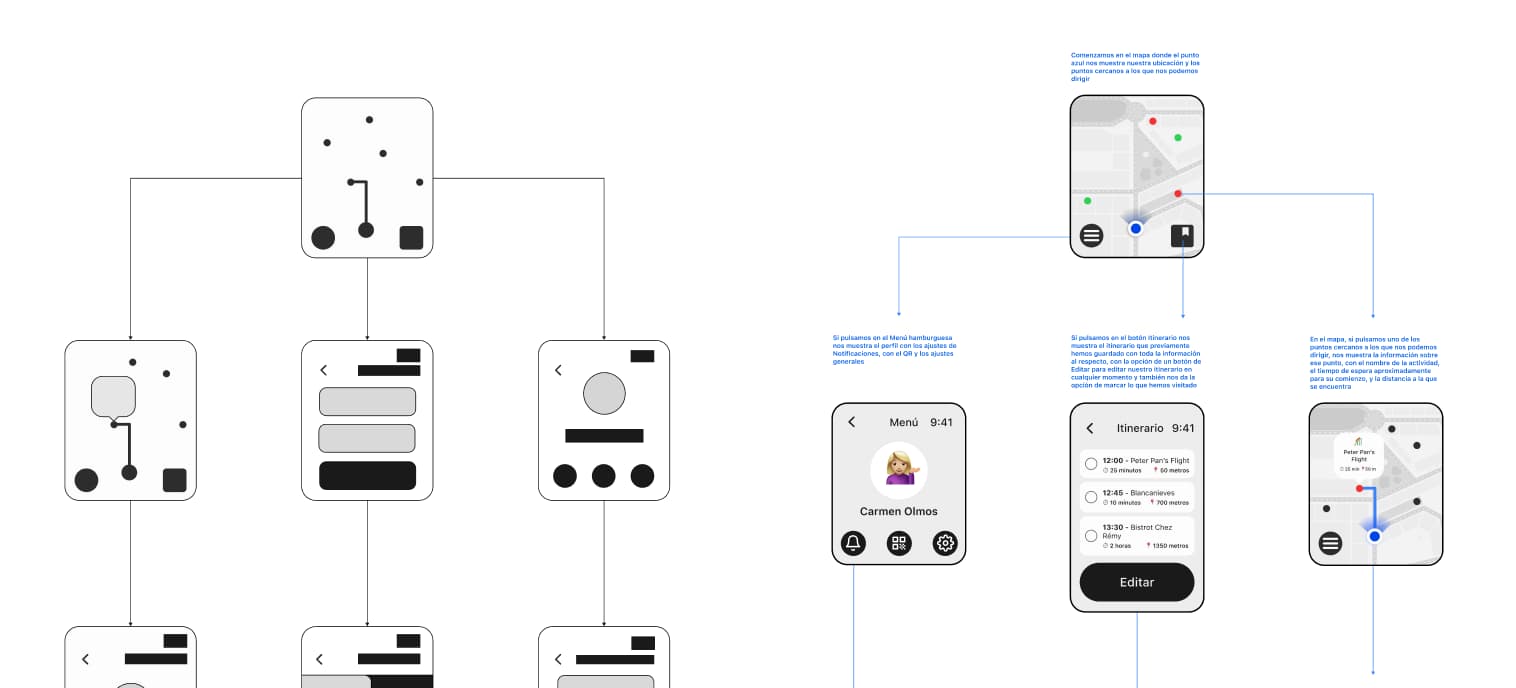 Comenzamos en el mapa donde el punto
azul nos muestra nuestra ubicación y los
puntos cercanos a los que nos podemos
dirigir
Si pulsamos en el Menú hamburguesa
nos muestra el perfil con los ajustes de
Notificaciones, con el QR y los ajustes
generales
Si pulsamos en el botón Itinerario nos
muestra el itinerario que previamente
hemos guardado con toda la información
al respecto, con la opción de un botón de
Editar para editar nuestro itinerario en
cualquier momento y también nos da la
opción de marcar lo que hemos visitado
En el mapa, si pulsamos uno de los
puntos cercanos a los que nos podemos
dirigir, nos muestra la información sobre
ese punto, con el nombre de la actividad,
el tiempo de espera aproximadamente
para su comienzo, y la distancia a la que
se encuentra
Menú 9:41
Carmen Olmos
Itinerario 9:41
12:00 - Peter Pan's Flight
25 minutos 50 metros
12:45 - Blancanieves
10 minutos 700 metros
13:30 - Bistrot Chez
Rémy
2 horas 1350 metros
Editar
Peter Pan's
Flight